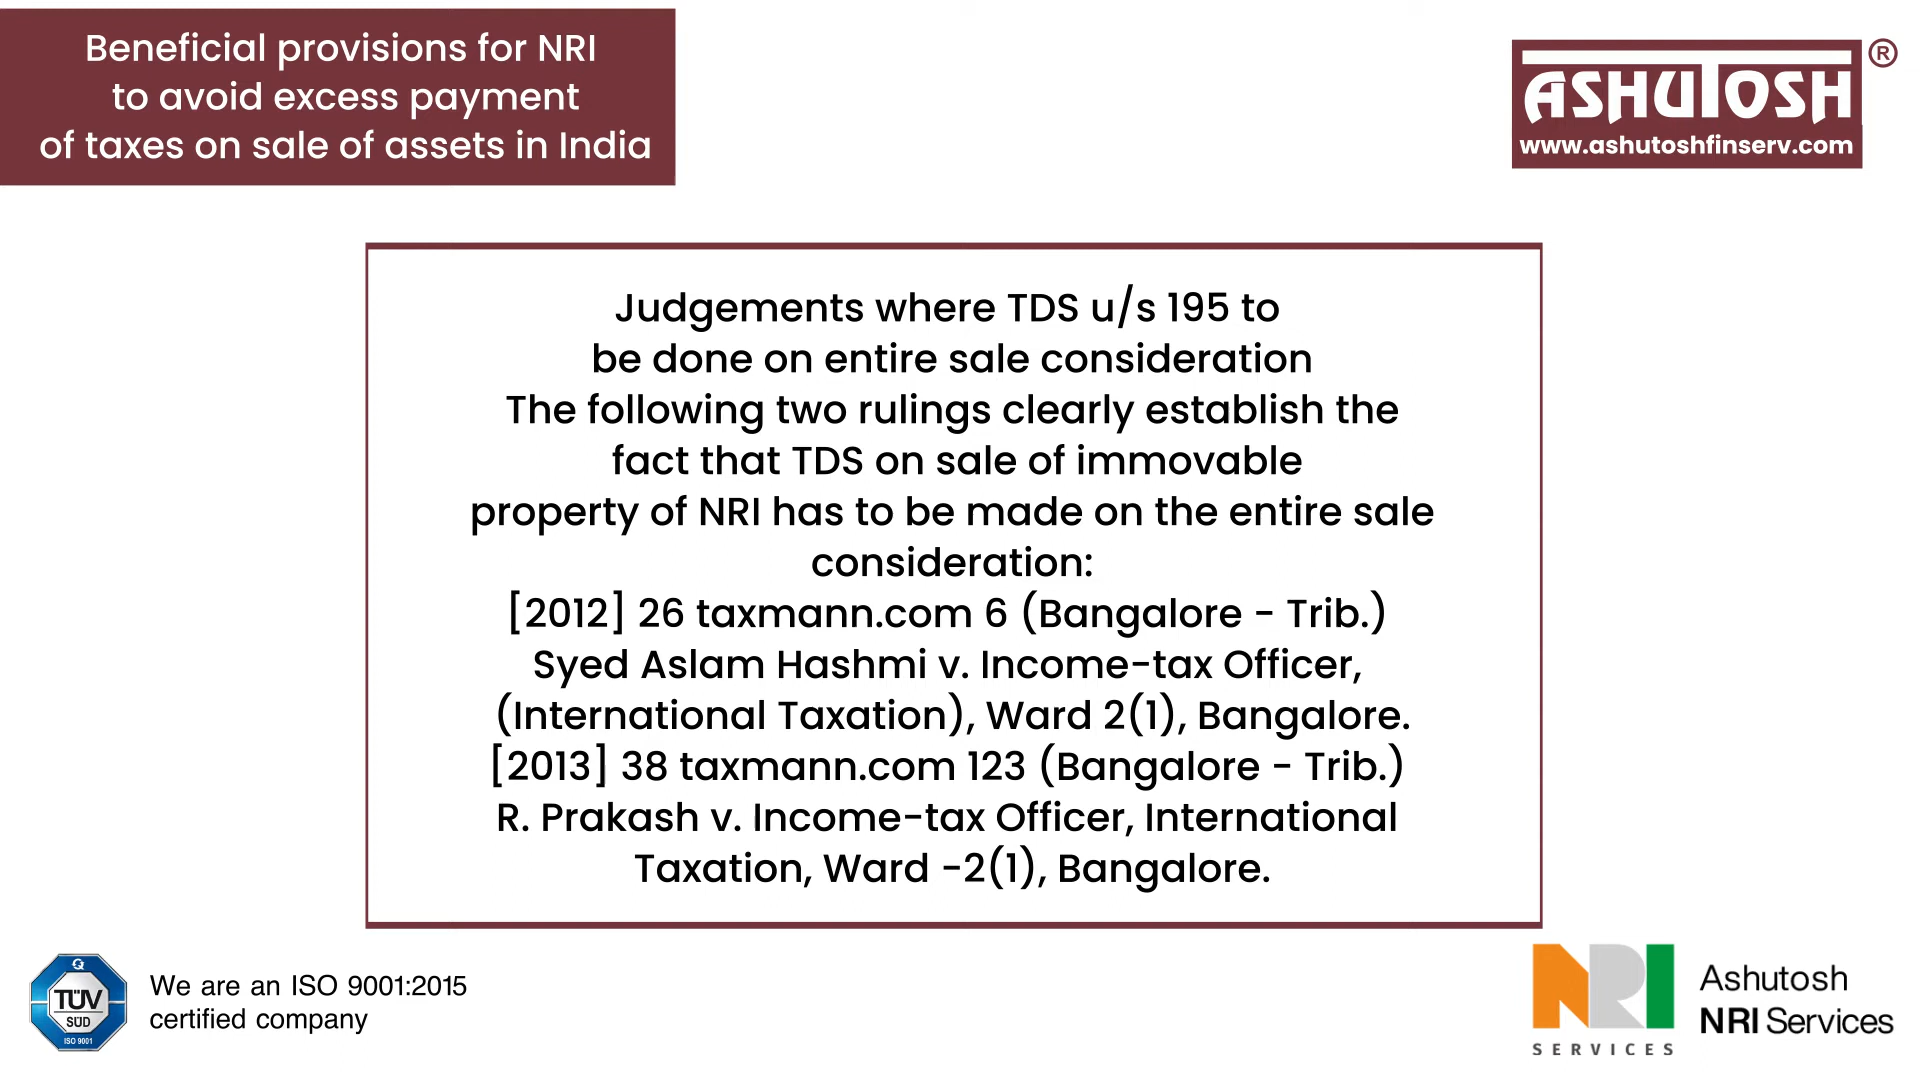 Beneficial provisions for NRI
to avoid excess payment
of taxes on sale of assets in India
ASHUTOSH ®
www.ashutoshfinserv.com
Judgements where TDS u/s 195 to
be done on entire sale consideration
The following two rulings clearly establish the
fact that TDS on sale of immovable
property of NRI has to be made on the entire sale
consideration:
[2012] 26 taxmann.com 6 (Bangalore - Trib.)
Syed Aslam Hashmi v. Income-tax Officer,
(International Taxation), Ward 2(1), Bangalore.
[2013] 38 taxmann.com 123 (Bangalore - Trib.)
R. Prakash v. Income-tax Officer, International
Taxation, Ward -2(1), Bangalore.
TÜV
SÜD
ISO 9001
We are an ISO 9001:2015
certified company
NRI
SERVICES
Ashutosh
NRI Services